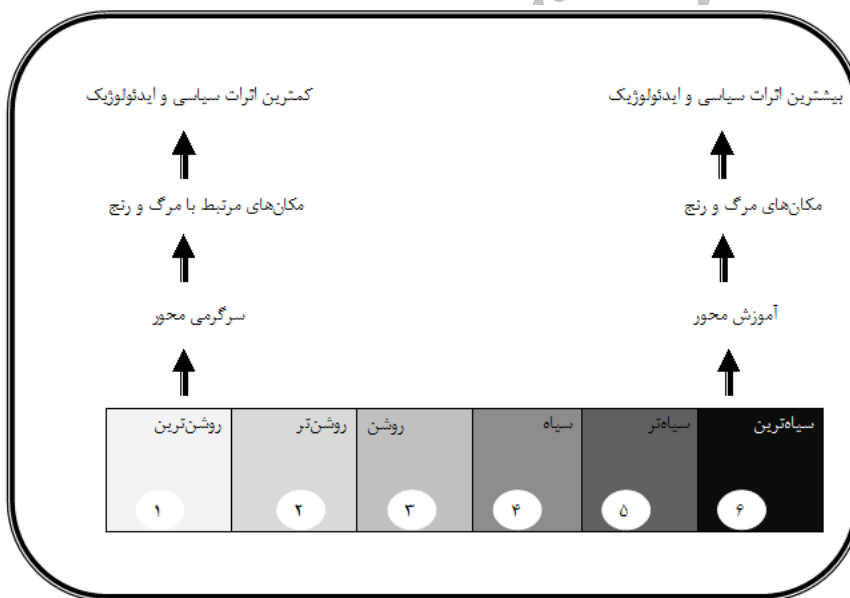 بیشترین اثرات سیاسی و ایدئولوژیک
کمترین اثرات سیاسی و ایدئولوژیک
مکان‌های مرگ و رنج
مکان‌های مرتبط با مرگ و رنج
آموزش محور
سرگرمی محور
سیاه‌ترین
سیاه‌تر
سیاه
روشن
روشن‌تر
روشن‌ترین
۶
۵
۴
۳
۲
۱